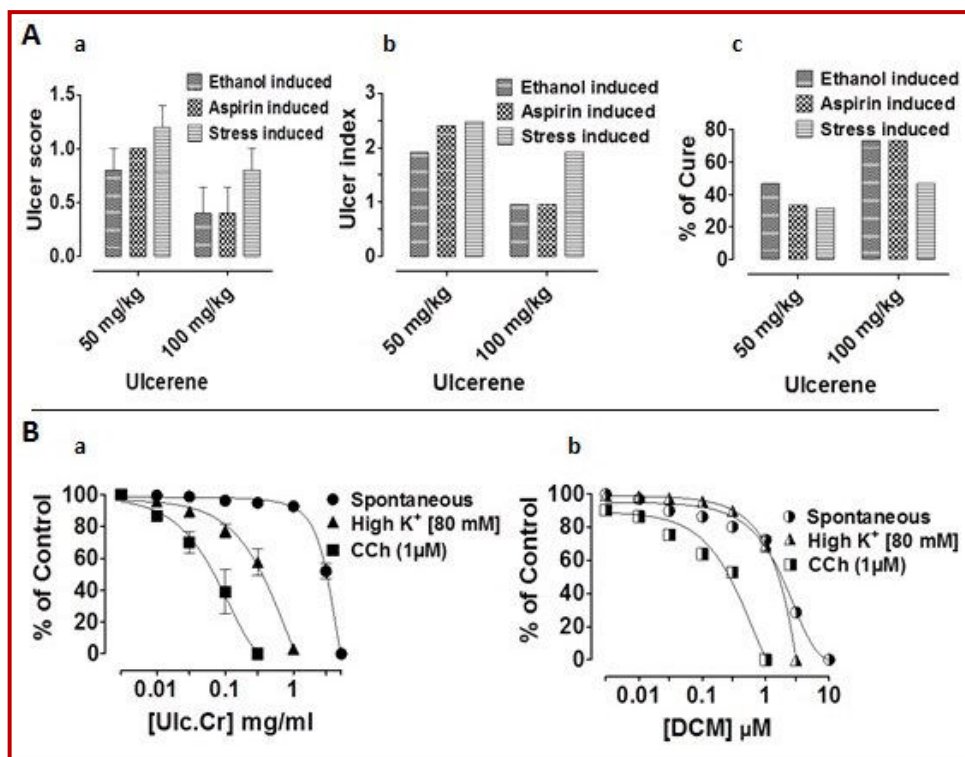 A
a
Ulcer score
1.5
1.0
0.5
0.0
Ethanol induced
Aspirin induced
Stress induced
50 mg/kg
100 mg/kg
Ulcerene
b
Ulcer index
3
2
1
0
Ethanol induced
Aspirin induced
Stress induced
50 mg/kg
100 mg/kg
Ulcerene
c
% of Cure
80
60
40
20
0
Ethanol induced
Aspirin induced
Stress induced
50 mg/kg
100 mg/kg
Ulcerene
B
a
% of Control
100
80
60
40
20
0
Spontaneous
High K⁺ [80 mM]
CCh (1µM)
0.01 0.1 1
[Ulc.Cr] mg/ml
b
% of Control
100
80
60
40
20
0
Spontaneous
High K⁺ [80 mM]
CCh (1µM)
0.01 0.1 1 10
[DCM] µM